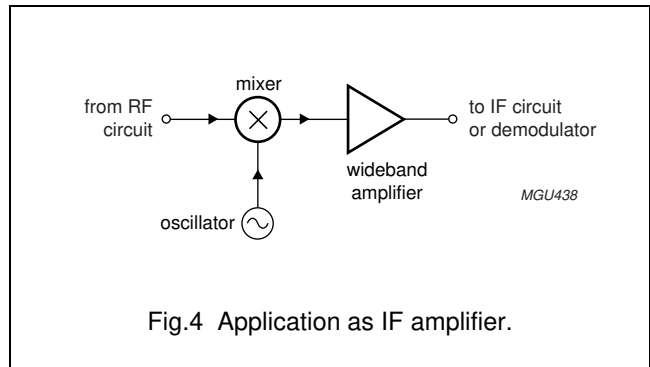 mixer
from RF
circuit
to IF circuit
or demodulator
wideband
amplifier
MGU438
oscillator
Fig.4 Application as IF amplifier.